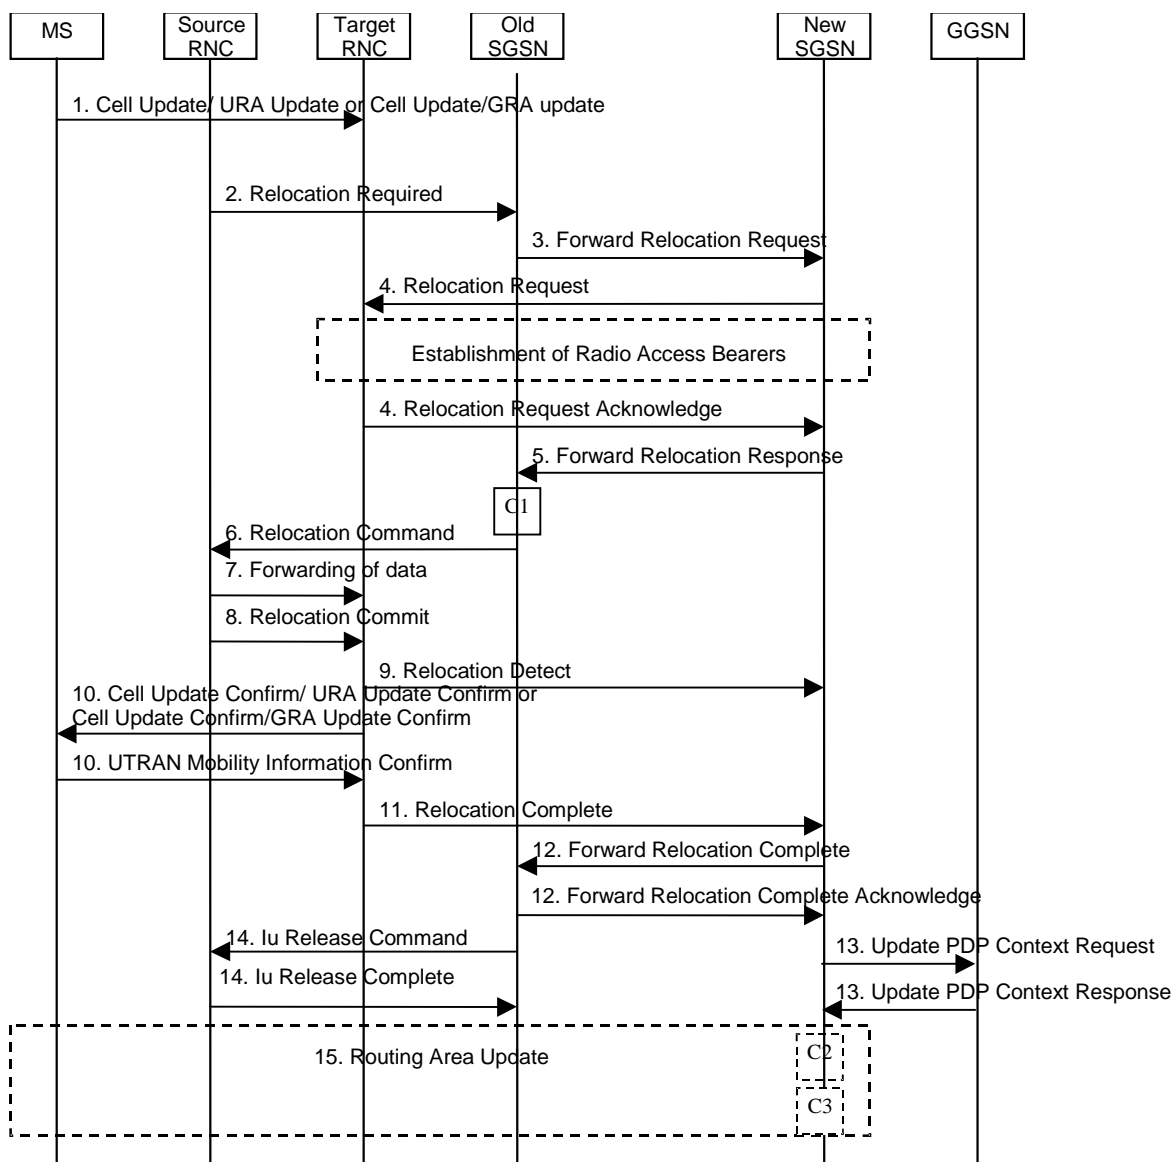 MS
Source
RNC
Target
RNC
Old
SGSN
New
SGSN
GGSN
1. Cell Update/ URA Update or Cell Update/GRA update
2. Relocation Required
3. Forward Relocation Request
4. Relocation Request
Establishment of Radio Access Bearers
4. Relocation Request Acknowledge
5. Forward Relocation Response
C1
6. Relocation Command
7. Forwarding of data
8. Relocation Commit
9. Relocation Detect
10. Cell Update Confirm/ URA Update Confirm or
Cell Update Confirm/GRA Update Confirm
10. UTRAN Mobility Information Confirm
11. Relocation Complete
12. Forward Relocation Complete
12. Forward Relocation Complete Acknowledge
14. Iu Release Command
13. Update PDP Context Request
14. Iu Release Complete
13. Update PDP Context Response
15. Routing Area Update
C2
C3